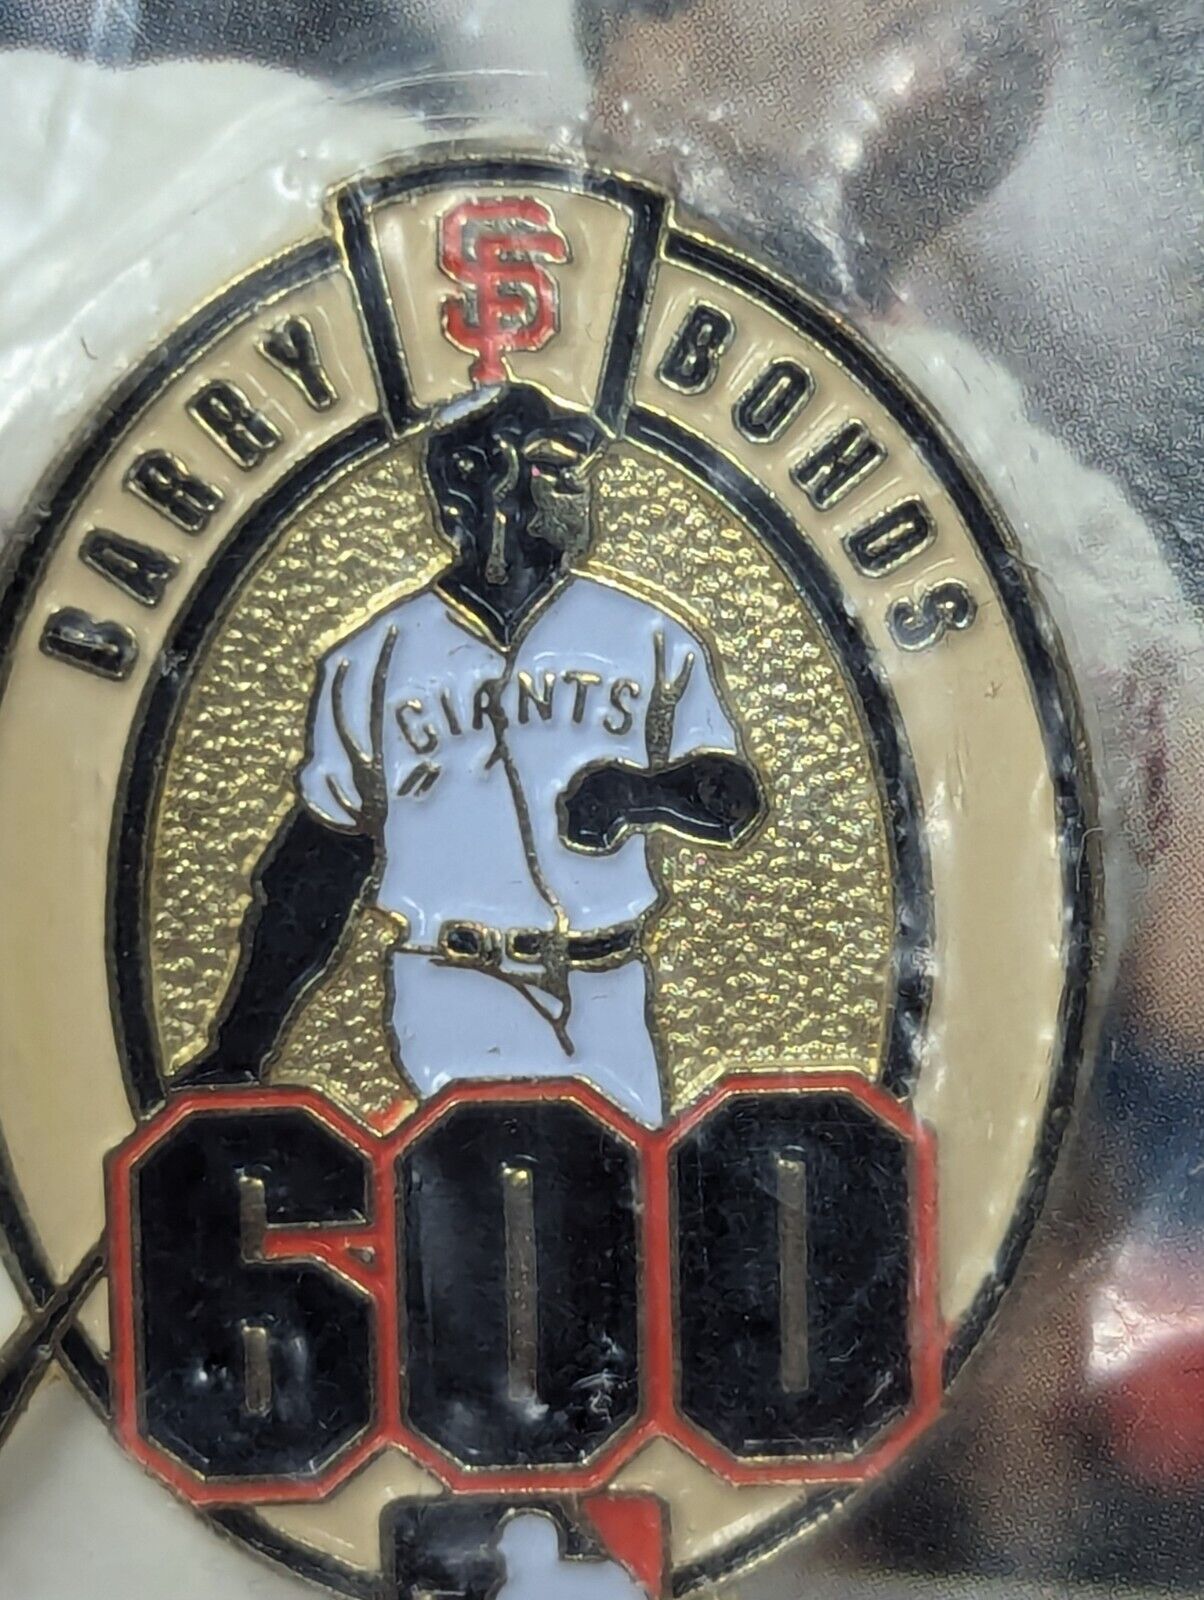 SF
BARRY BONDS
GIANTS
600